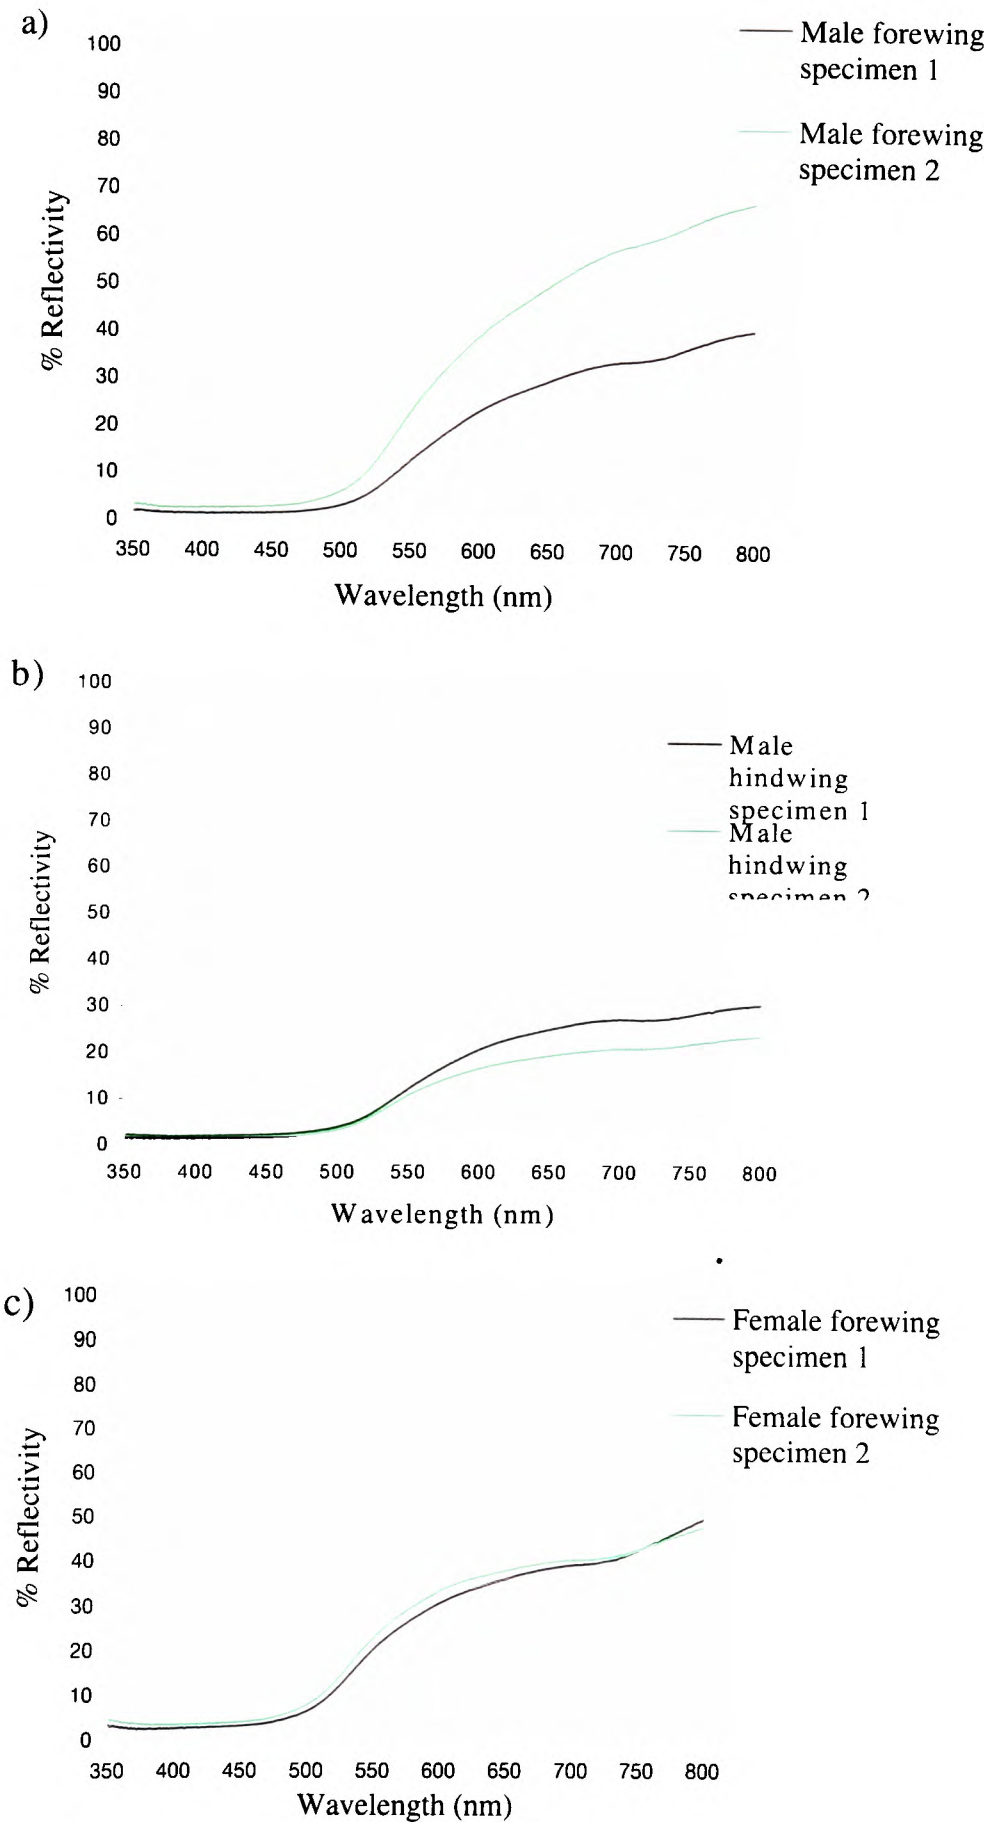 a)
Male forewing
specimen 1
Male forewing
specimen 2
100
90
80
70
60
50
40
30
20
10
0
% Reflectivity
350 400 450 500 550 600 650 700 750 800
Wavelength (nm)
b)
100
90
80
70
60
50
40
30
20
10
0
% Reflectivity
Male
hindwing
specimen 1
Male
hindwing
specimen 2
350 400 450 500 550 600 650 700 750 800
Wavelength (nm)
c)
100
90
80
70
60
50
40
30
20
10
0
% Reflectivity
Female forewing
specimen 1
Female forewing
specimen 2
350 400 450 500 550 600 650 700 750 800
Wavelength (nm)